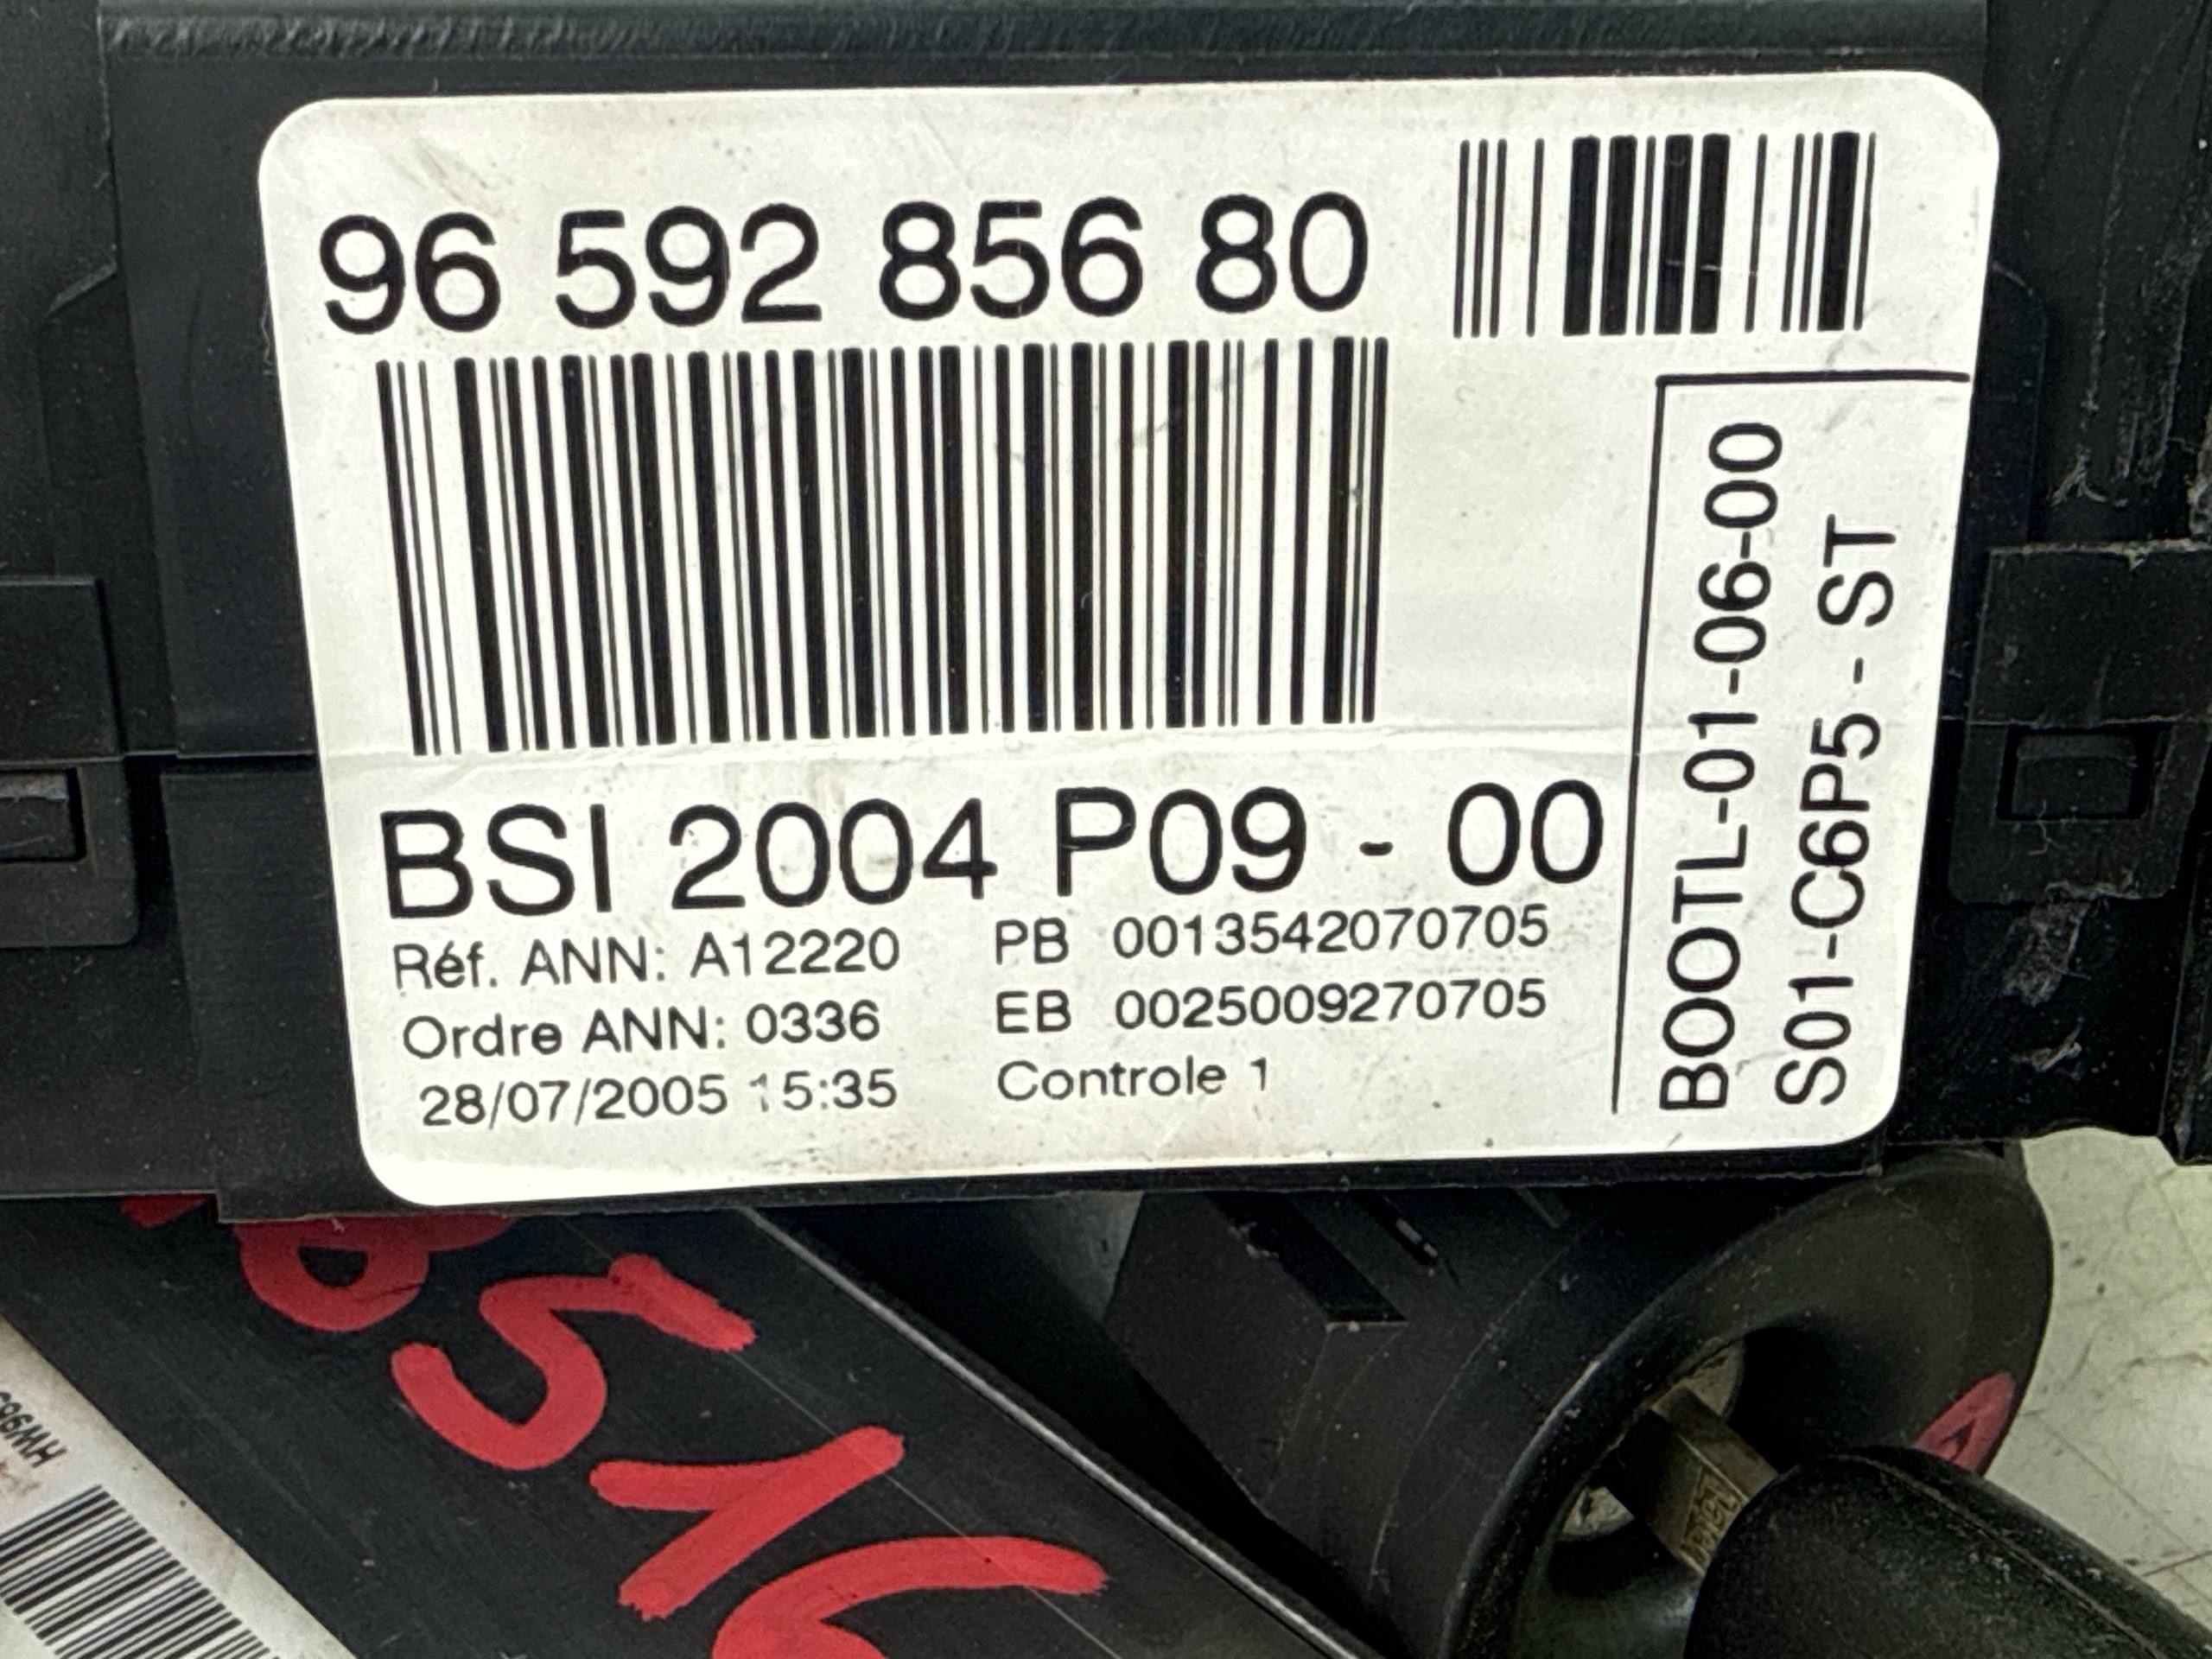 96 592 856 80
BSI 2004 P09 - 00
Réf. ANN: A12220
PB 0013542070705
Ordre ANN: 0336
EB 0025009270705
28/07/2005 15:35
Controle 1
BOOTL-01-06-00
S01-C6P5 - ST